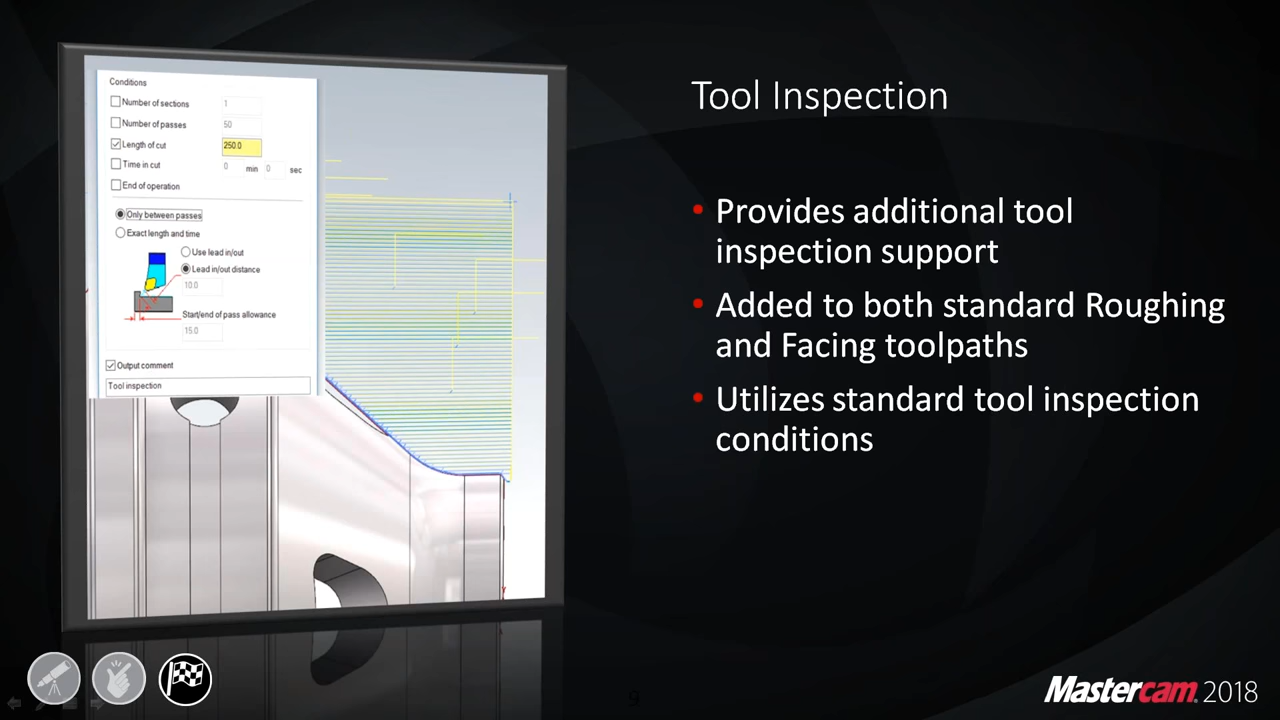 Conditions
Number of sections 1
Number of passes 50
Length of cut 250.0
Time in cut 0 min 0 sec
End of operation
Only between passes
Exact length and time
Use lead in/out
Lead in/out distance
10.0
Start/end of pass allowance
15.0
Output comment
Tool inspection
Tool Inspection
• Provides additional tool
inspection support
• Added to both standard Roughing
and Facing toolpaths
• Utilizes standard tool inspection
conditions
9
Mastercam. 2018